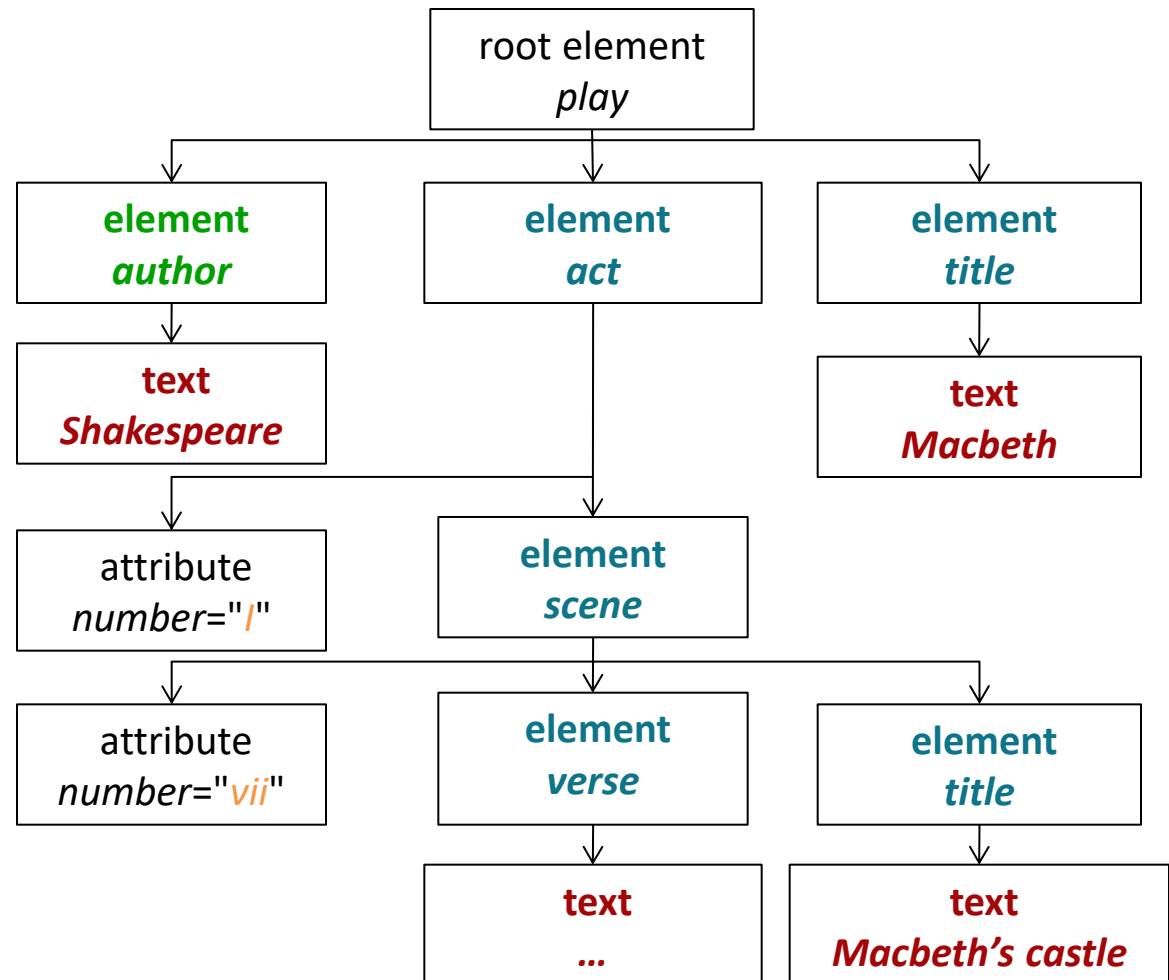 root element
play
element
author
element
act
element
title
text
Shakespeare
text
Macbeth
attribute
number="I"
element
scene
attribute
number="vii"
element
verse
element
title
text
…
text
Macbeth’s castle